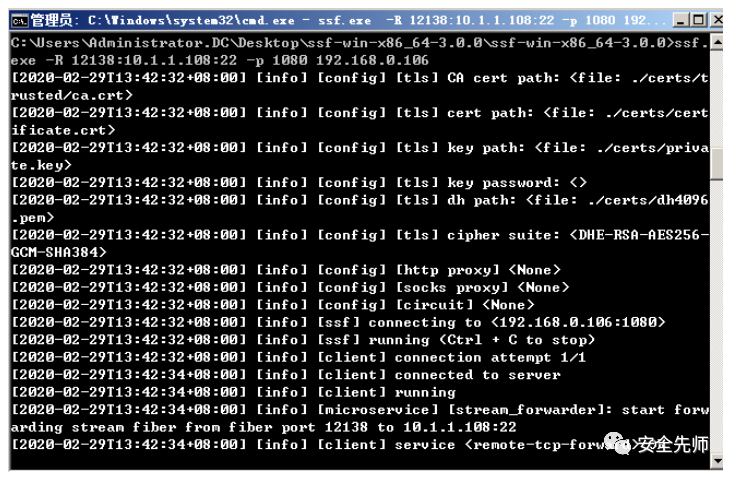 管理员: C:\Windows\system32\cmd.exe - ssf.exe  -R 12138:10.1.1.108:22 -p 1080 192...
C:\Users\Administrator.DC\Desktop\ssf-win-x86_64-3.0.0\ssf-win-x86_64-3.0.0>ssf.
exe -R 12138:10.1.1.108:22 -p 1080 192.168.0.106
[2020-02-29T13:42:32+08:00] [info] [config] [tls] CA cert path: <file: ./certs/t
rusted/ca.crt>
[2020-02-29T13:42:32+08:00] [info] [config] [tls] cert path: <file: ./certs/cert
ificate.crt>
[2020-02-29T13:42:32+08:00] [info] [config] [tls] key path: <file: ./certs/priva
te.key>
[2020-02-29T13:42:32+08:00] [info] [config] [tls] key password: <>
[2020-02-29T13:42:32+08:00] [info] [config] [tls] dh path: <file: ./certs/dh4096
.pem>
[2020-02-29T13:42:32+08:00] [info] [config] [tls] cipher suite: <DHE-RSA-AES256-
GCM-SHA384>
[2020-02-29T13:42:32+08:00] [info] [config] [http proxy] <None>
[2020-02-29T13:42:32+08:00] [info] [config] [socks proxy] <None>
[2020-02-29T13:42:32+08:00] [info] [config] [circuit] <None>
[2020-02-29T13:42:32+08:00] [info] [ssf] connecting to <192.168.0.106:1080>
[2020-02-29T13:42:32+08:00] [info] [ssf] running (Ctrl + C to stop)
[2020-02-29T13:42:32+08:00] [info] [client] connection attempt 1/1
[2020-02-29T13:42:34+08:00] [info] [client] connected to server
[2020-02-29T13:42:34+08:00] [info] [client] running
[2020-02-29T13:42:34+08:00] [info] [microservice] [stream_forwarder]: start forw
arding stream fiber from fiber port 12138 to 10.1.1.108:22
[2020-02-29T13:42:34+08:00] [info] [client] service <remote-tcp-forw
安全先师